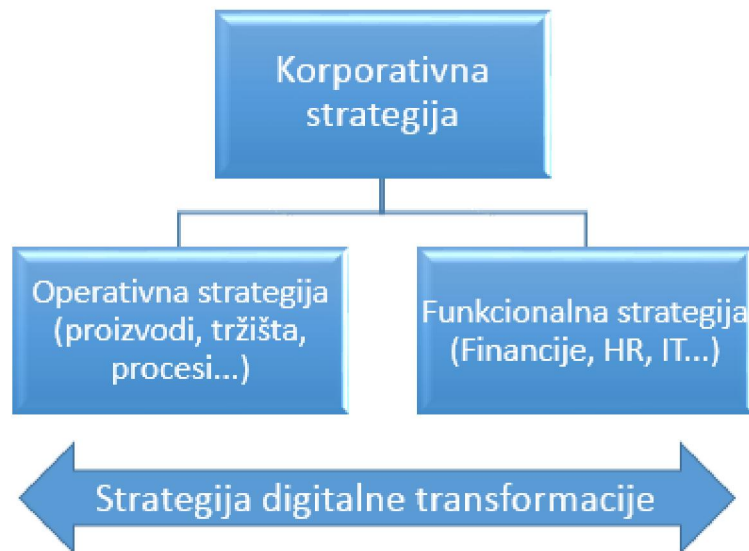 Korporativna
strategija
Operativna strategija
(proizvodi, tržišta,
procesi...)
Funkcionalna strategija
(Financije, HR, IT...)
Strategija digitalne transformacije